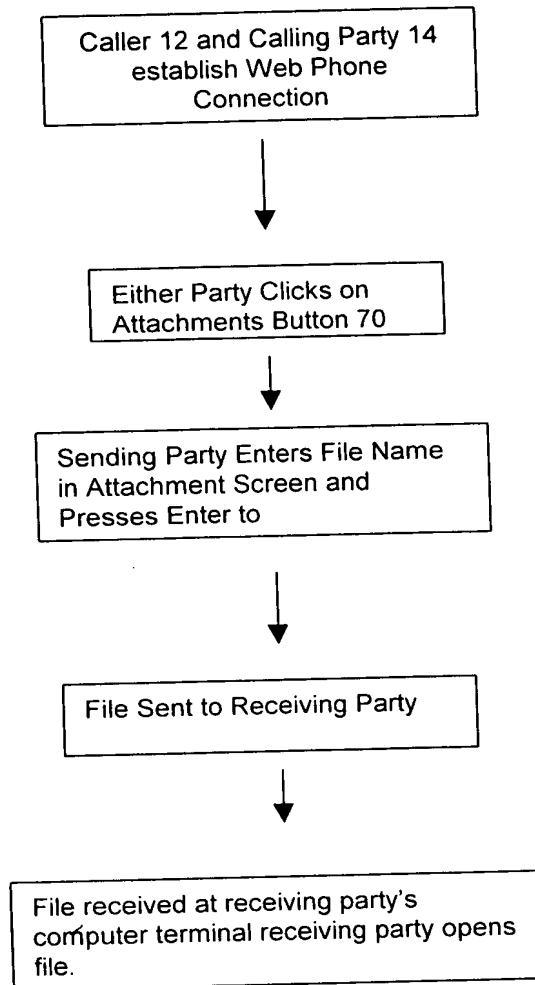 Caller 12 and Calling Party 14
establish Web Phone
Connection
Either Party Clicks on
Attachments Button 70
Sending Party Enters File Name
in Attachment Screen and
Presses Enter to
File Sent to Receiving Party
File received at receiving party's
computer terminal receiving party opens
file.